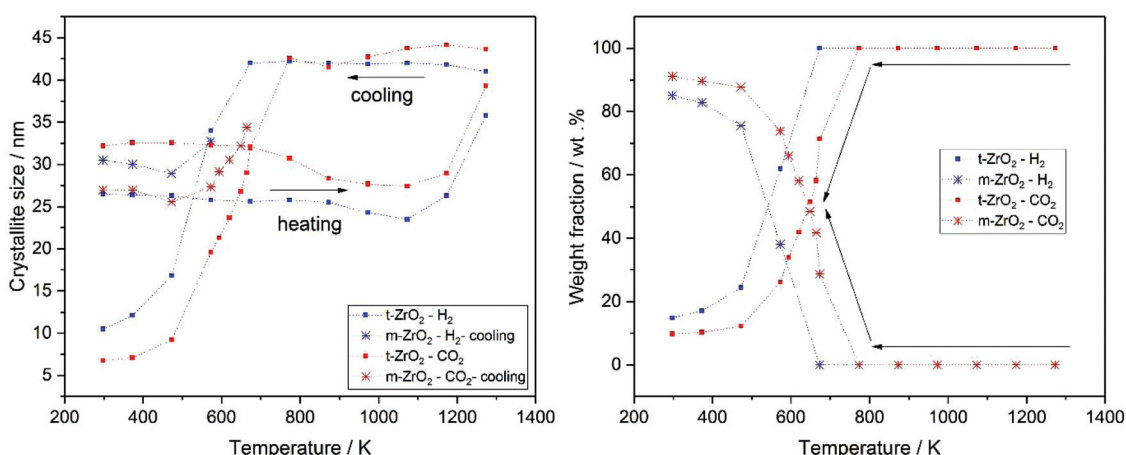 45
40
35
30
25
20
15
10
5
Crystallite size / nm
cooling
heating
t-ZrO₂ - H₂
m-ZrO₂ - H₂- cooling
t-ZrO₂ - CO₂
m-ZrO₂ - CO₂-cooling
200 400 600 800 1000 1200 1400
Temperature / K
100
80
60
40
20
0
Weight fraction / wt .%
t-ZrO₂ - H₂
m-ZrO₂ - H₂
t-ZrO₂ - CO₂
m-ZrO₂ - CO₂
200 400 600 800 1000 1200 1400
Temperature / K